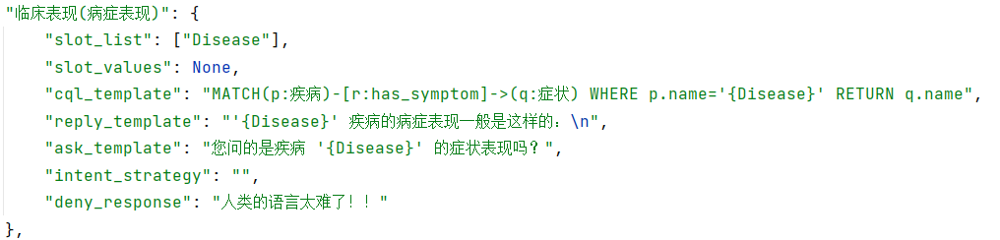 "临床表现(病症表现)": {
    "slot_list": ["Disease"],
    "slot_values": None,
    "cql_template": "MATCH(p:疾病)-[r:has_symptom]->(q:症状) WHERE p.name='{Disease}' RETURN q.name",
    "reply_template": "'{Disease}' 疾病的病症表现一般是这样的：\n",
    "ask_template": "您问的是疾病 '{Disease}' 的症状表现吗？",
    "intent_strategy": "",
    "deny_response": "人类的语言太难了！！"
},